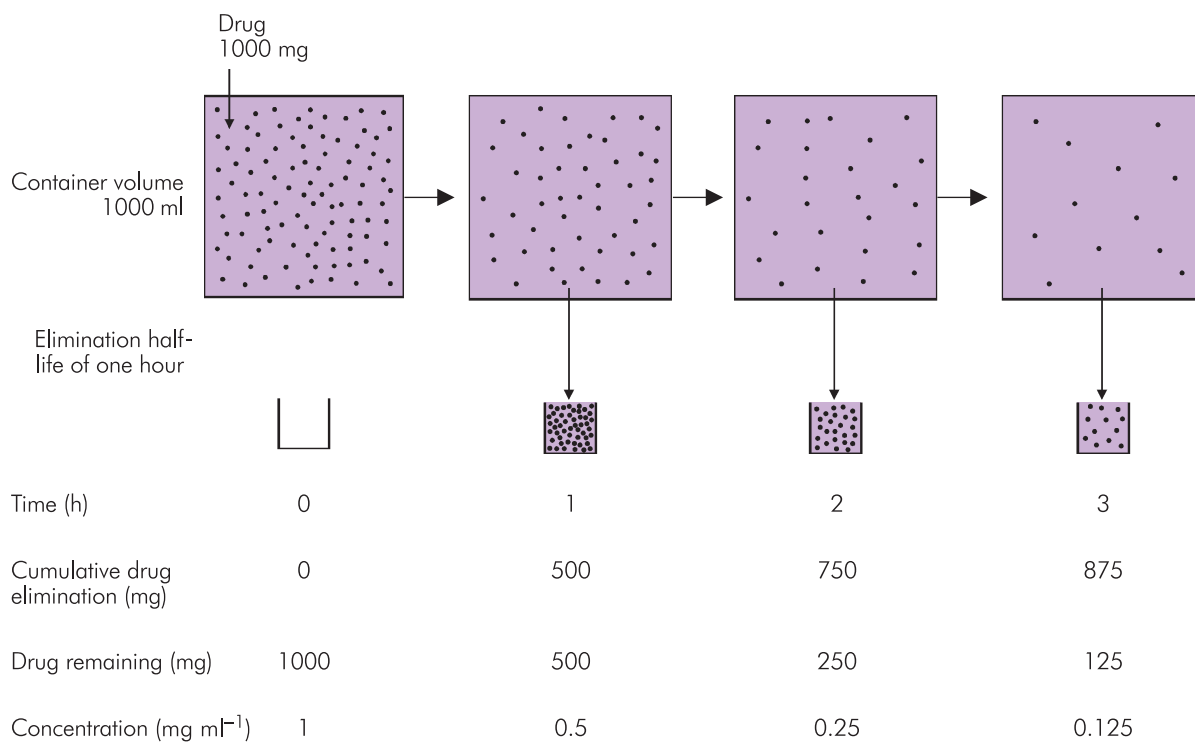 Drug
1000 mg
Container volume
1000 ml
Elimination half-
life of one hour
Time (h) 0 1 2 3
Cumulative drug
elimination (mg) 0 500 750 875
Drug remaining (mg) 1000 500 250 125
Concentration (mg ml⁻¹) 1 0.5 0.25 0.125